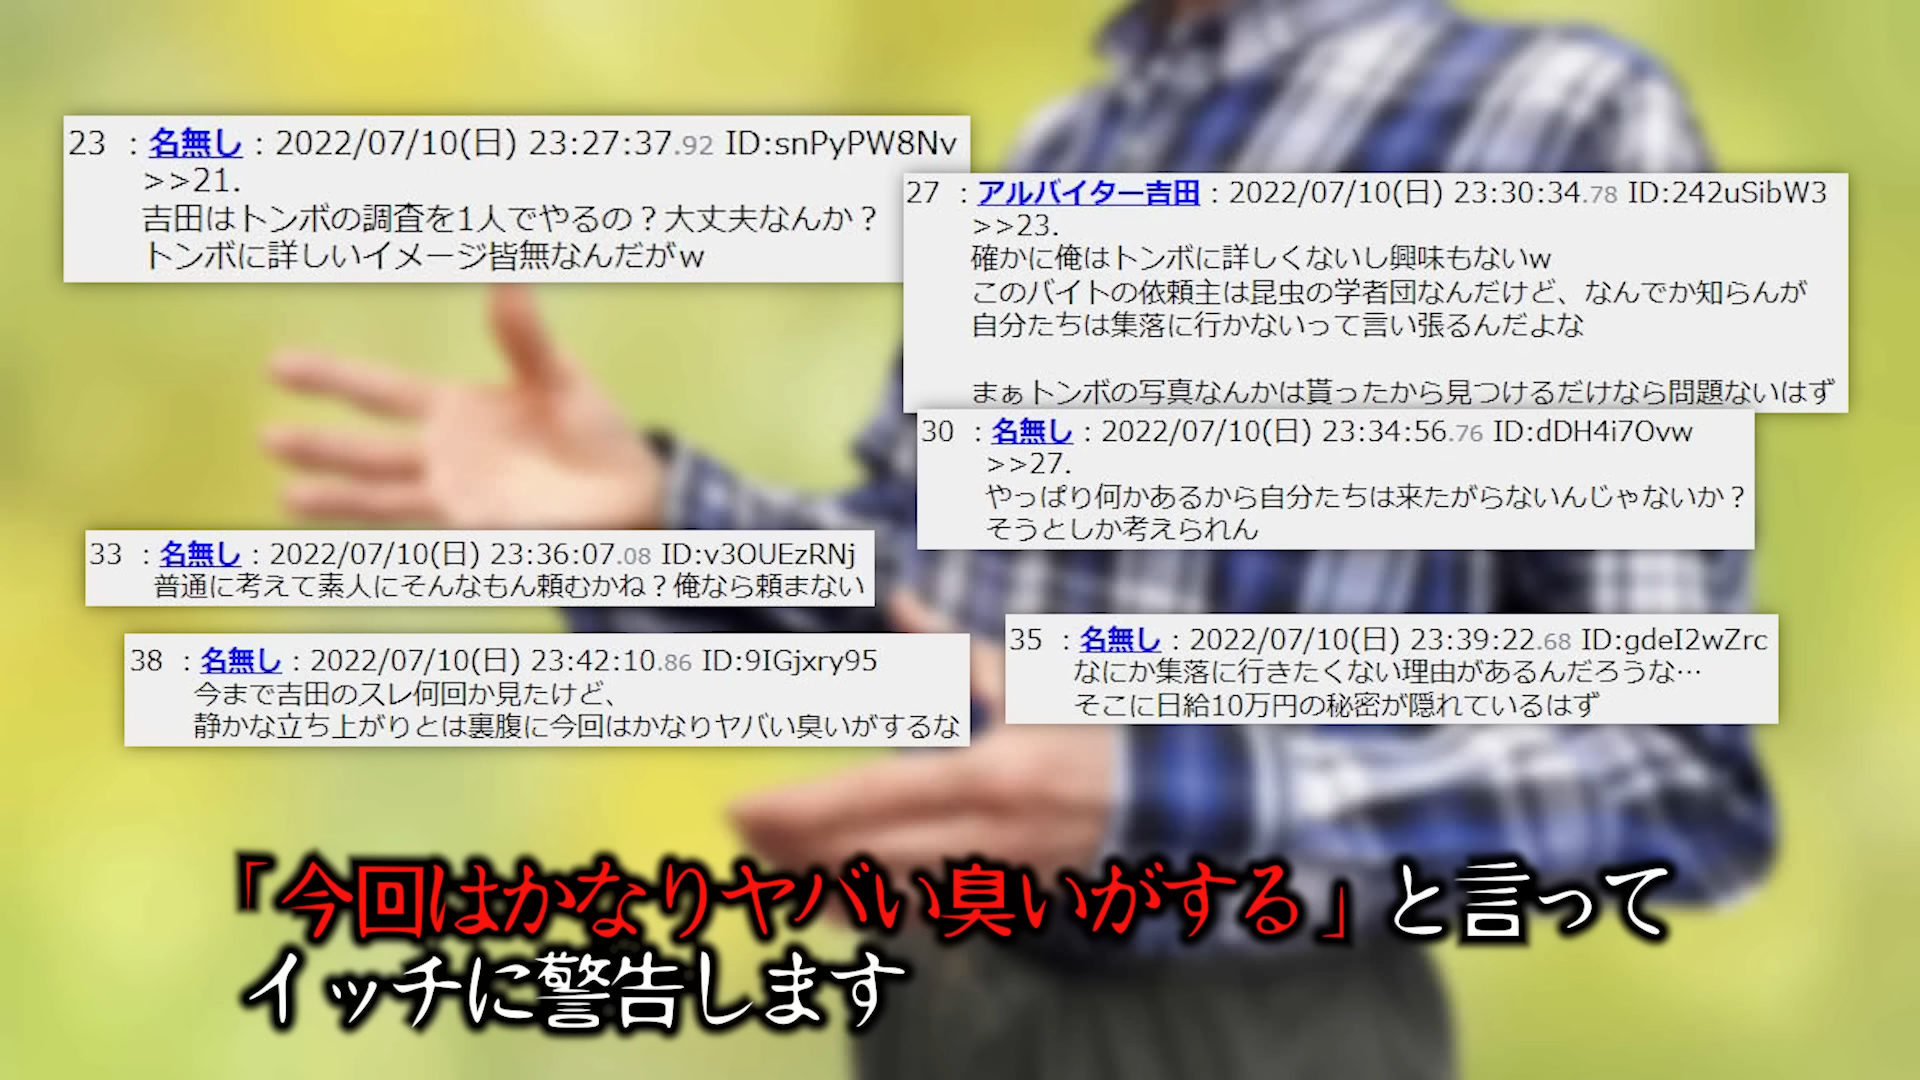 23 ：名無し：2022/07/10(日) 23:27:37.92 ID:snPyPW8Nv
>>21.
吉田はトンボの調査を1人でやるの？大丈夫なんか？
トンボに詳しいイメージ皆無なんだがw
27 ：アルバイター吉田：2022/07/10(日) 23:30:34.78 ID:242uSibW3
>>23.
確かに俺はトンボに詳しくないし興味もないw
このバイトの依頼主は昆虫の学者団なんだけど、なんでか知らんが
自分たちは集落に行かないって言い張るんだよな
まぁトンボの写真なんかは貰ったから見つけるだけなら問題ないはず
30 ：名無し：2022/07/10(日) 23:34:56.76 ID:dDH4i7Ovw
>>27.
やっぱり何かあるから自分たちは来たがらないんじゃないか？
そうとしか考えられん
33 ：名無し：2022/07/10(日) 23:36:07.08 ID:v3OUEzRNj
普通に考えて素人にそんなもん頼むかね？俺なら頼まない
35 ：名無し：2022/07/10(日) 23:39:22.68 ID:gdeI2wZrc
なにか集落に行きたくない理由があるんだろうな…
そこに日給10万円の秘密が隠れているはず
38 ：名無し：2022/07/10(日) 23:42:10.86 ID:9IGjxry95
今まで吉田のスレ何回か見たけど、
静かな立ち上がりとは裏腹に今回はかなりヤバい臭いがするな
「今回はかなりヤバい臭いがする」と言って
イッチに警告します